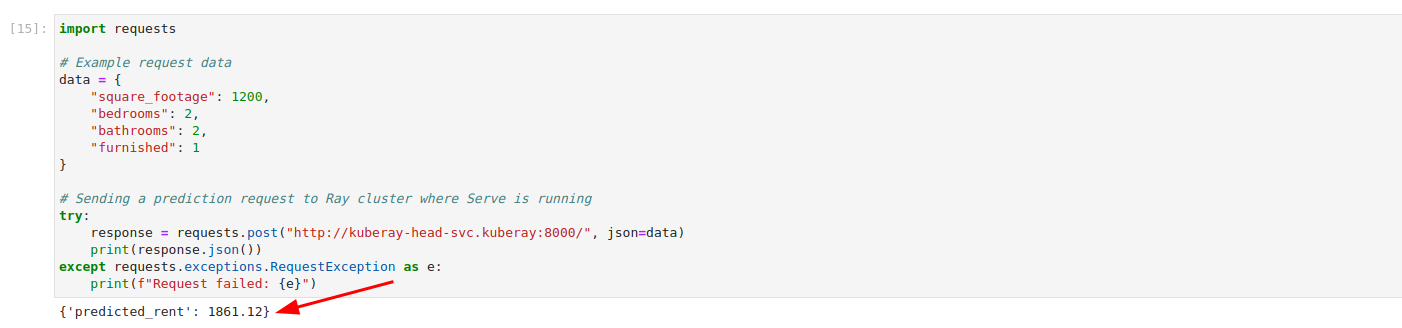 [15]: import requests
# Example request data
data = {
    "square_footage": 1200,
    "bedrooms": 2,
    "bathrooms": 2,
    "furnished": 1
}
# Sending a prediction request to Ray cluster where Serve is running
try:
    response = requests.post("http://kuberay-head-svc.kuberay:8000/", json=data)
    print(response.json())
except requests.exceptions.RequestException as e:
    print(f"Request failed: {e}")
{'predicted_rent': 1861.12}